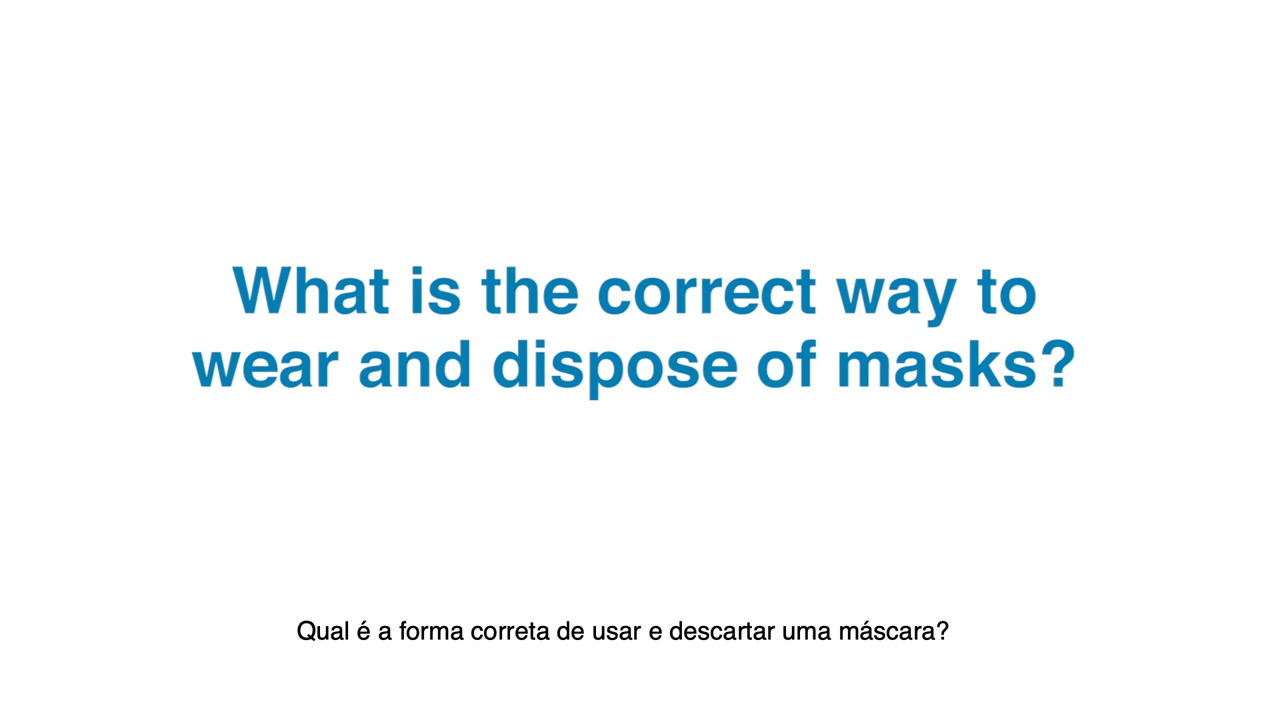 What is the correct way to
wear and dispose of masks?
Qual é a forma correta de usar e descartar uma máscara?